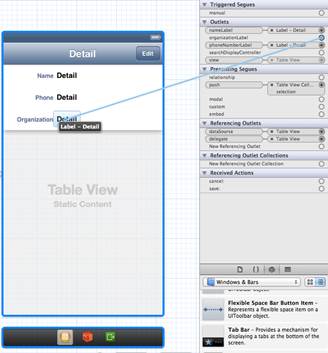 Detail
Edit
Name Detail
Phone Detail
Organization Detail
Label - Detail
Table View
Static Content
Triggered Segues
manual
Outlets
nameLabel Label - Detail
organizationLabel
phoneNumberLabel Label - Detail
searchDisplayController
view Table View
Presenting Segues
relationship
push Table View Coll...
selection
modal
custom
embed
Referencing Outlets
dataSource Table View
delegate Table View
New Referencing Outlet
Referencing Outlet Collections
New Referencing Outlet Collection
Received Actions
cancel:
save:
Windows & Bars
UIToolbar object.
Flexible Space Bar Button Item -
Represents a flexible space item on a
UIToolbar object.
Tab Bar - Provides a mechanism for
displaying a tabs at the bottom of the
screen.